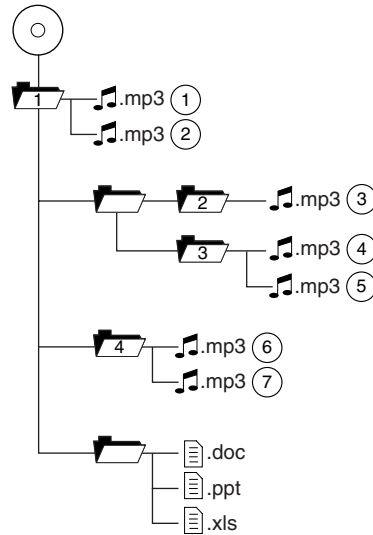 1 .mp3 1
.mp3 2
2 .mp3 3
3 .mp3 4
.mp3 5
4 .mp3 6
.mp3 7
.doc
.ppt
.xls